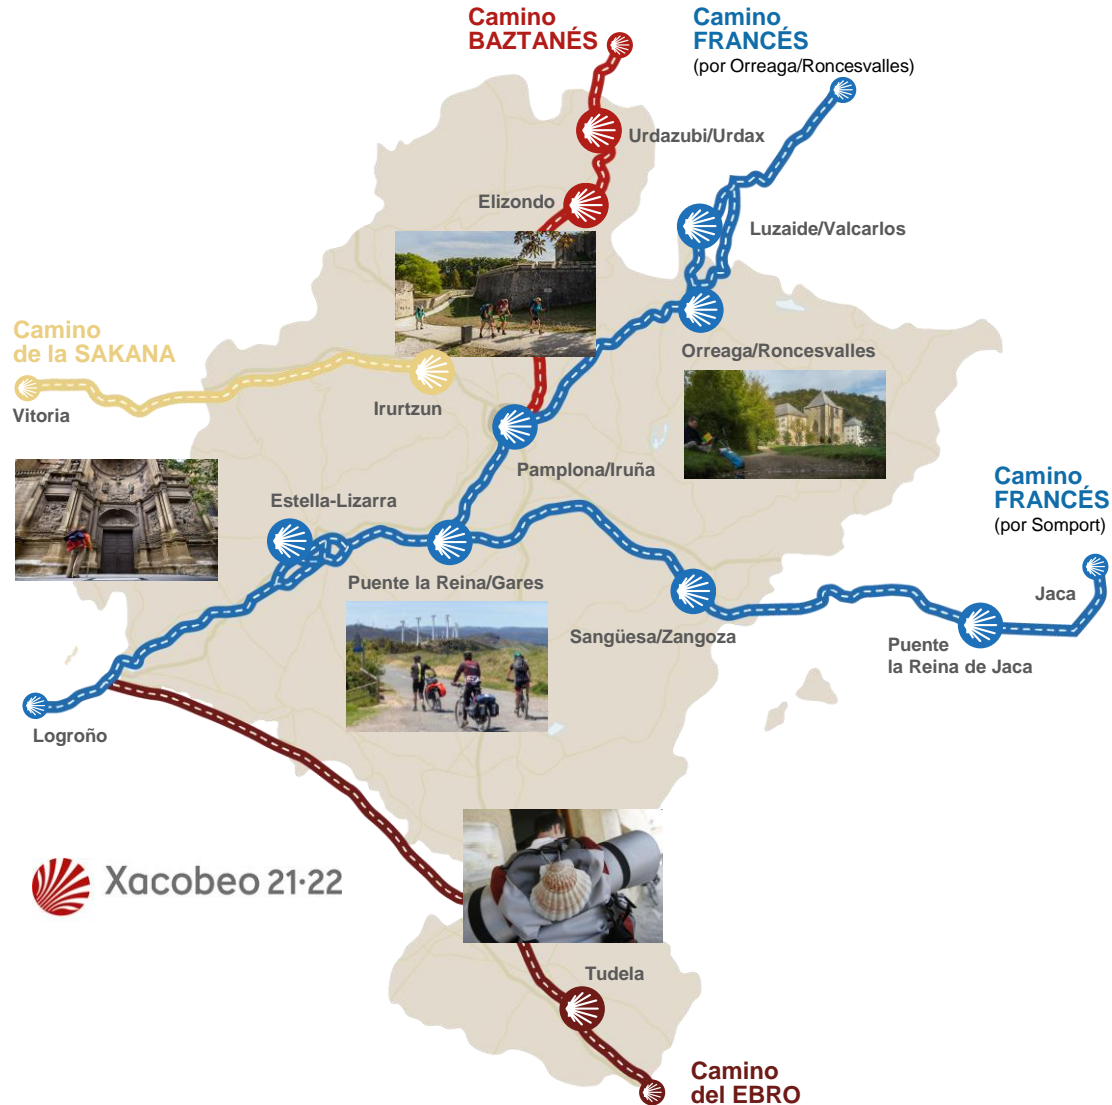 Camino
BAZTANÉS
Camino
FRANCÉS
(por Orreaga/Roncesvalles)
Urdazubi/Urdax
Elizondo
Luzaide/Valcarlos
Camino
de la SAKANA
Orreaga/Roncesvalles
Vitoria
Irurtzun
Pamplona/Iruña
Camino
FRANCÉS
(por Somport)
Estella-Lizarra
Puente la Reina/Gares
Jaca
Sangüesa/Zangoza
Puente
la Reina de Jaca
Logroño
Xacobeo 21·22
Tudela
Camino
del EBRO